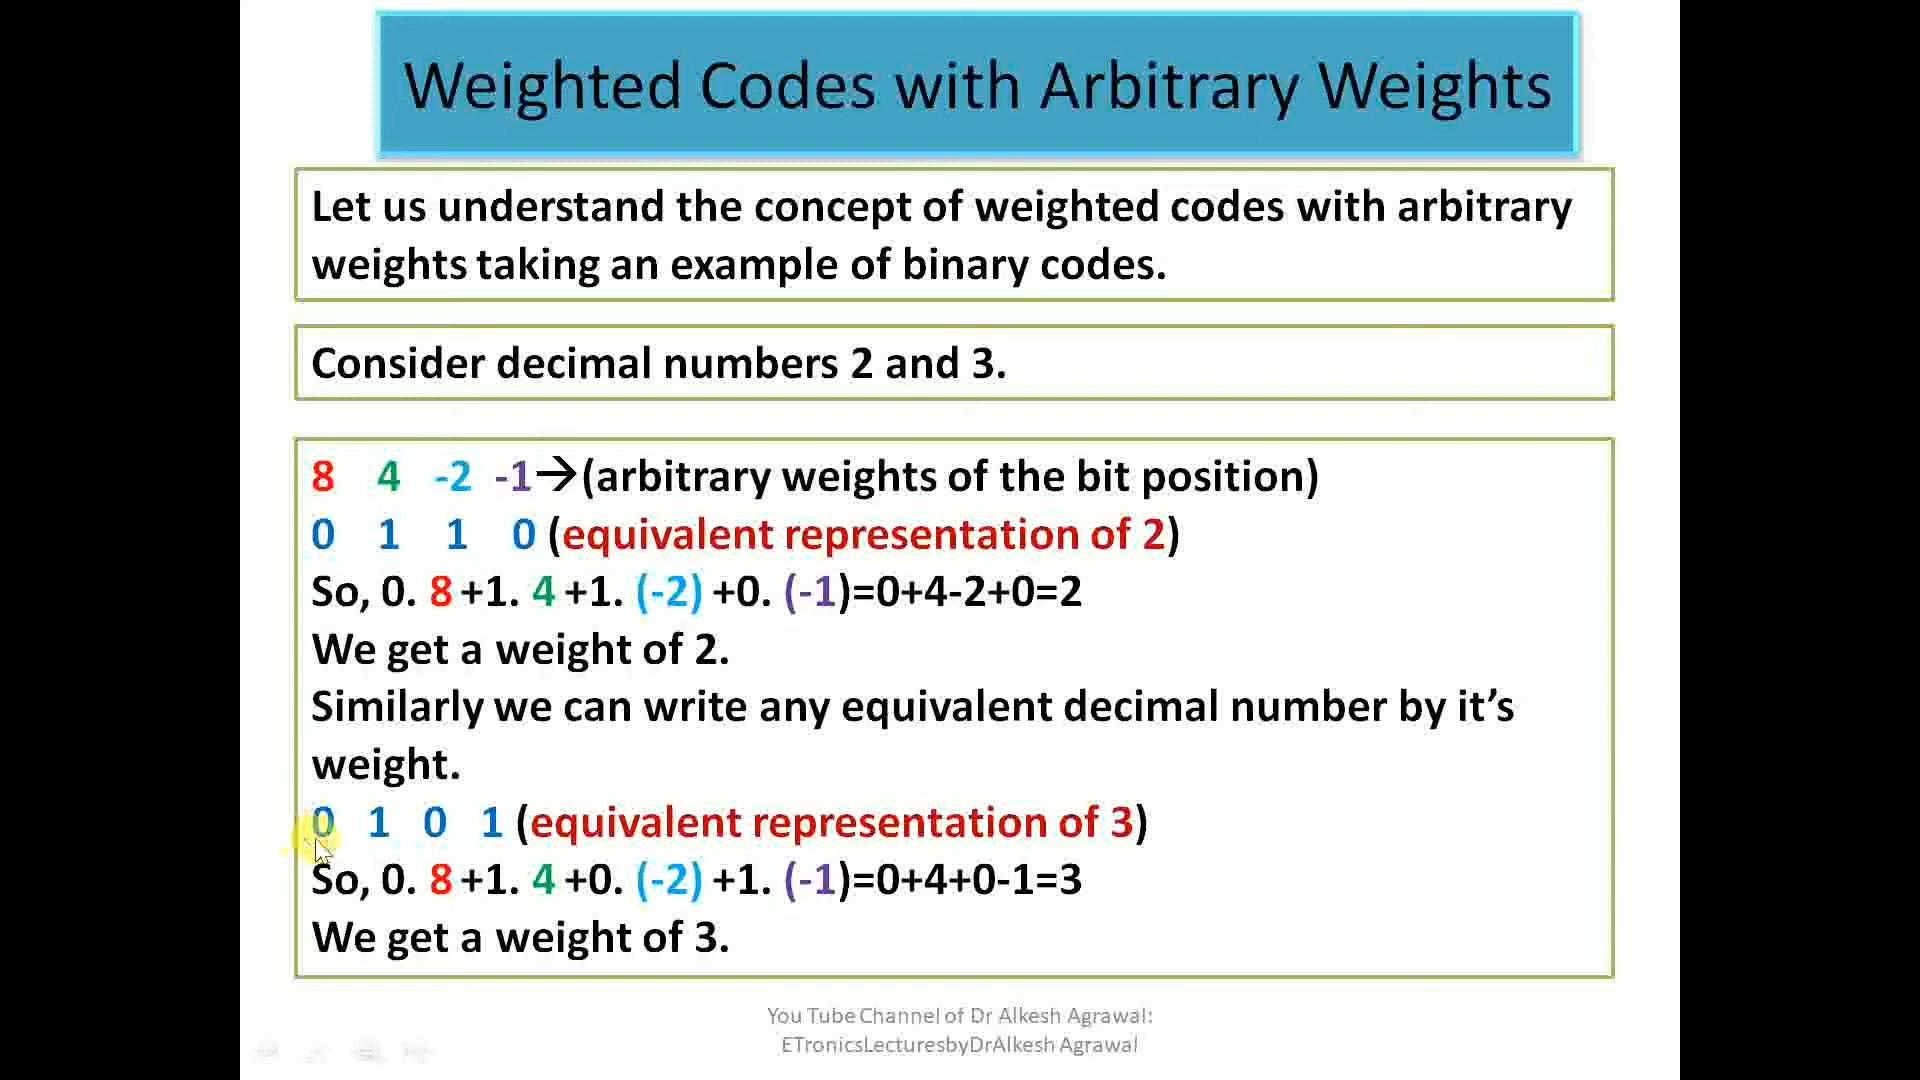 Weighted Codes with Arbitrary Weights
Let us understand the concept of weighted codes with arbitrary
weights taking an example of binary codes.
Consider decimal numbers 2 and 3.
8 4 -2 -1→(arbitrary weights of the bit position)
0 1 1 0 (equivalent representation of 2)
So, 0. 8 +1. 4 +1. (-2) +0. (-1)=0+4-2+0=2
We get a weight of 2.
Similarly we can write any equivalent decimal number by it’s
weight.
0 1 0 1 (equivalent representation of 3)
So, 0. 8 +1. 4 +0. (-2) +1. (-1)=0+4+0-1=3
We get a weight of 3.
You Tube Channel of Dr Alkesh Agrawal:
ETronicsLecturesbyDrAlkesh Agrawal